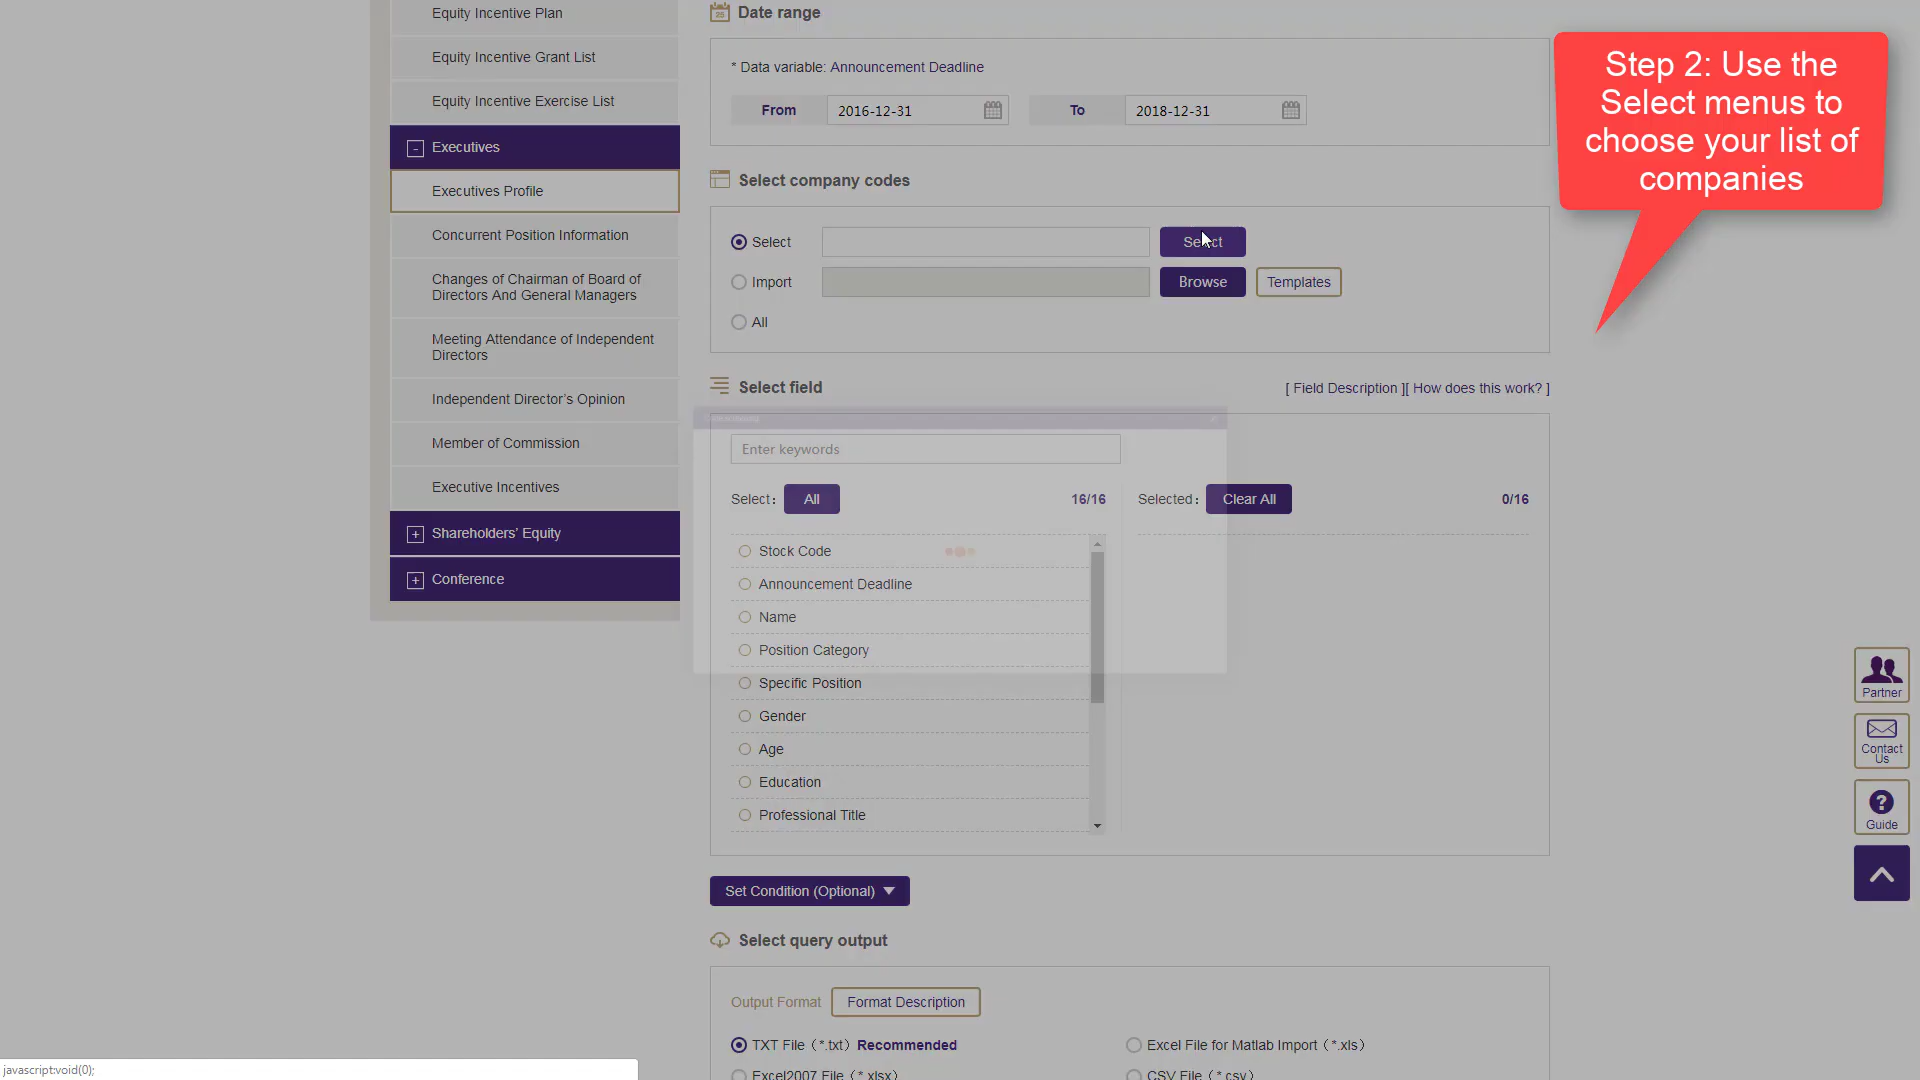 Equity Incentive Plan
Equity Incentive Grant List
Equity Incentive Exercise List
Executives
Executives Profile
Concurrent Position Information
Changes of Chairman of Board of
Directors And General Managers
Meeting Attendance of Independent
Directors
Independent Director's Opinion
Member of Commission
Executive Incentives
Shareholders' Equity
Conference
Date range
* Data variable: Announcement Deadline
From 2016-12-31 To 2018-12-31
Select company codes
Select Select
Import Browse Templates
All
Select field [ Field Description ][ How does this work? ]
Enter keywords
Select: All 16/16 Selected: Clear All 0/16
Stock Code
Announcement Deadline
Name
Position Category
Specific Position
Gender
Age
Education
Professional Title
Set Condition (Optional)
Select query output
Output Format Format Description
TXT File (*.txt) Recommended Excel File for Matlab Import (*.xls)
Excel2007 File (*.xlsx) CSV File (*.csv)
Step 2: Use the
Select menus to
choose your list of
companies
Partner
Contact
Us
Guide
javascript:void(0);